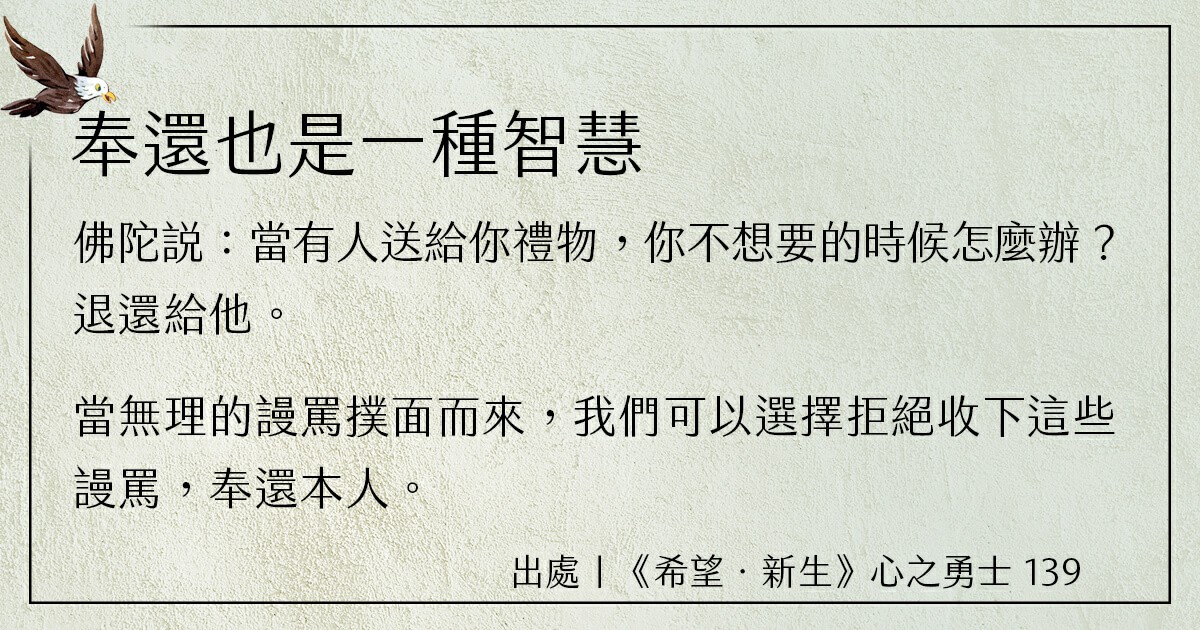 奉還也是一種智慧
佛陀説：當有人送給你禮物，你不想要的時候怎麼辦？
退還給他。
當無理的謾罵撲面而來，我們可以選擇拒絕收下這些
謾罵，奉還本人。
出處｜《希望．新生》心之勇士 139